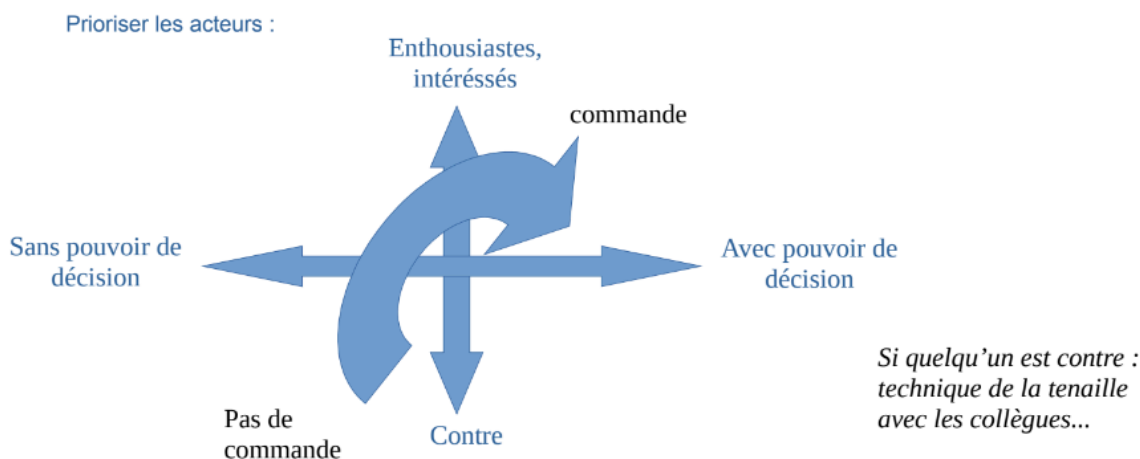 Prioriser les acteurs :
Enthousiastes,
intéréssés
commande
Sans pouvoir de
décision
Avec pouvoir de
décision
Si quelqu’un est contre :
technique de la tenaille
avec les collègues...
Pas de
commande
Contre